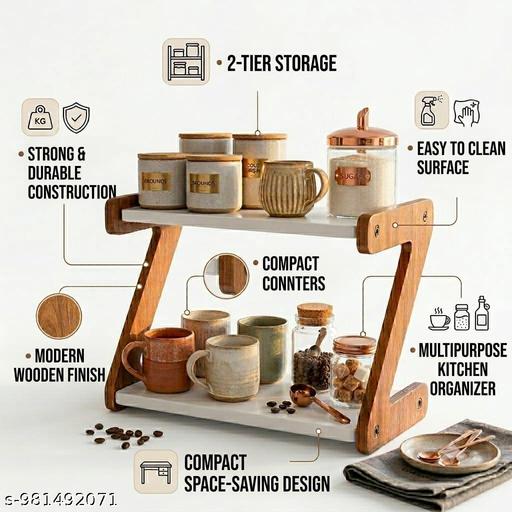 • 2-TIER STORAGE
KG
• STRONG &
DURABLE
CONSTRUCTION
• EASY TO CLEAN
SURFACE
SUGAR
• COMPACT
CONNTERS
• MODERN
WOODEN FINISH
• MULTIPURPOSE
KITCHEN
ORGANIZER
COMPACT
SPACE-SAVING DESIGN
s-981492071